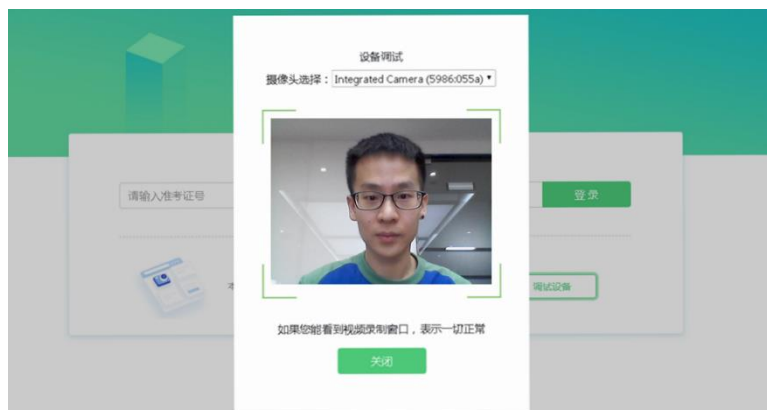 设备调试
摄像头选择：Integrated Camera (5986:055a)
请输入准考证号
登录
本
调试设备
如果您能看到视频录制窗口，表示一切正常
关闭